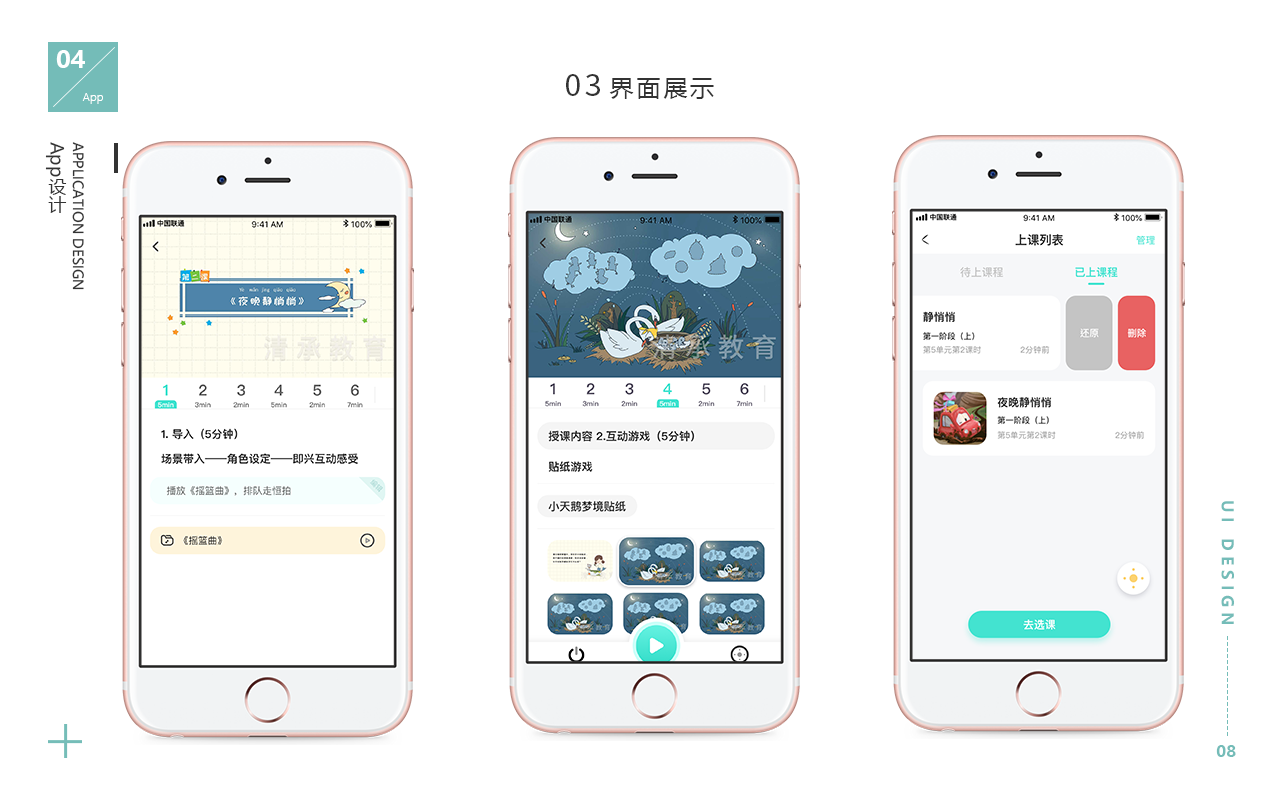 04
App
03 界面展示
APPLICATION DESIGN
App设计
中国联通
9:41 AM
100%
第二课
Yè wǎn jìng qiāo qiāo
《夜晚静悄悄》
清承教育
1 2 3 4 5 6
5min 3min 2min 5min 2min 7min
1. 导入（5分钟）
场景带入——角色设定——即兴互动感受
播放《摇篮曲》，排队走恒拍
《摇篮曲》
中国联通
9:41 AM
100%
清承教育
1 2 3 4 5 6
5min 3min 2min 5min 2min 7min
授课内容 2.互动游戏（5分钟）
贴纸游戏
小天鹅梦境贴纸
中国联通
9:41 AM
100%
上课列表
管理
待上课程
已上课程
静悄悄
第一阶段（上）
第5单元第2课时
2分钟前
还原
删除
夜晚静悄悄
第一阶段（上）
第5单元第2课时
2分钟前
去选课
UI DESIGN
08